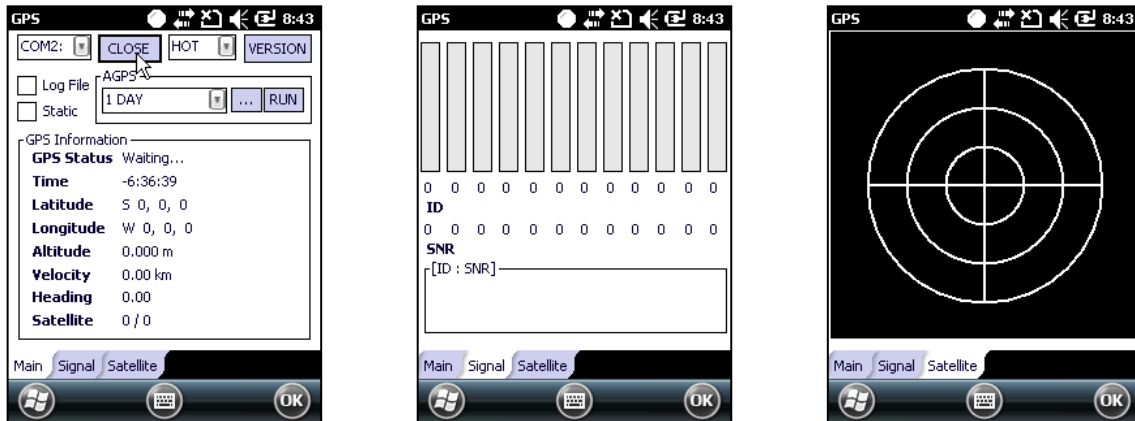 GPS 8:43
COM2: CLOSE HOT VERSION
Log File
Static
AGPS
1 DAY ... RUN
GPS Information
GPS Status Waiting...
Time -6:36:39
Latitude S 0, 0, 0
Longitude W 0, 0, 0
Altitude 0.000 m
Velocity 0.00 km
Heading 0.00
Satellite 0 / 0
Main Signal Satellite
OK
GPS 8:43
0 0 0 0 0 0 0 0 0 0 0 0
ID
0 0 0 0 0 0 0 0 0 0 0 0
SNR
[ID : SNR]
Main Signal Satellite
OK
GPS 8:43
Main Signal Satellite
OK